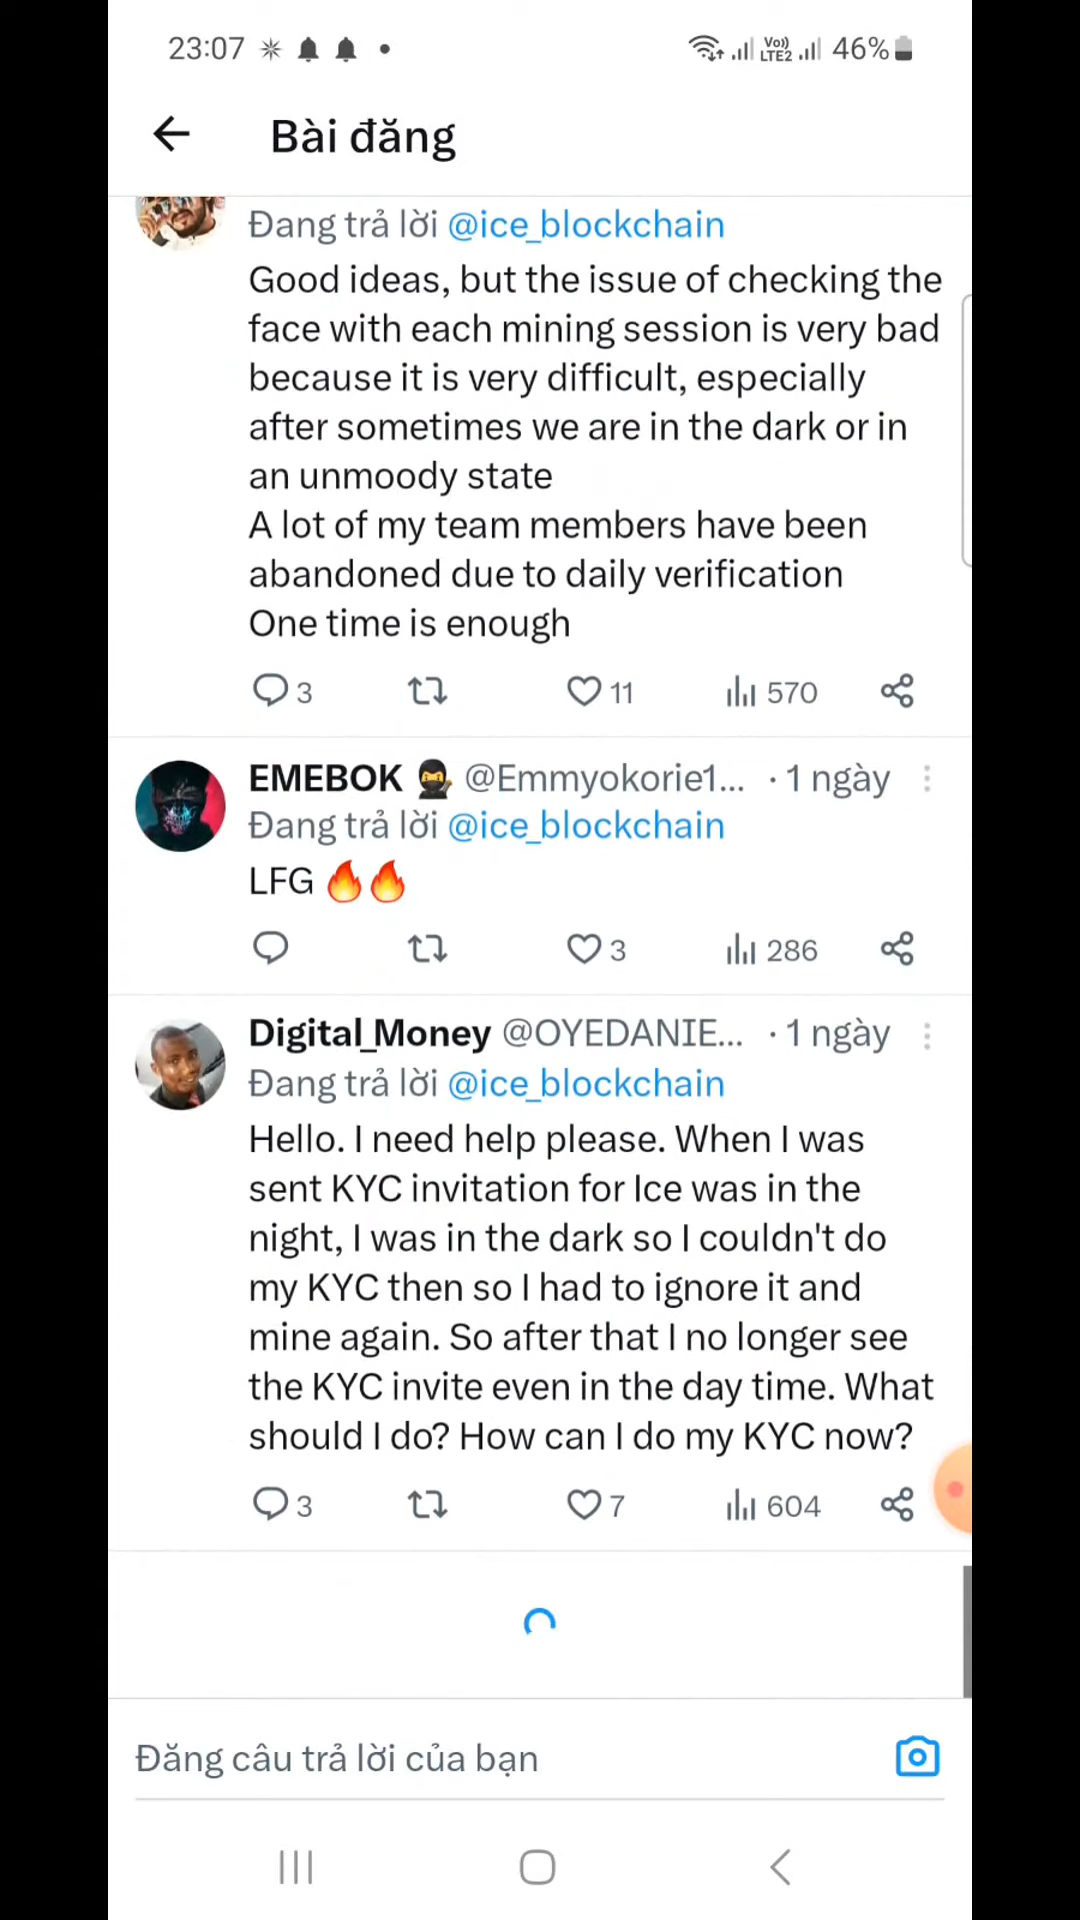 23:07 Vo)) LTE2 46%
Bài đăng
Đang trả lời @ice_blockchain
Good ideas, but the issue of checking the
face with each mining session is very bad
because it is very difficult, especially
after sometimes we are in the dark or in
an unmoody state
A lot of my team members have been
abandoned due to daily verification
One time is enough
3 11 570
EMEBOK @Emmyokorie1... · 1 ngày
Đang trả lời @ice_blockchain
LFG 🔥🔥
3 286
Digital_Money @OYEDANIE... · 1 ngày
Đang trả lời @ice_blockchain
Hello. I need help please. When I was
sent KYC invitation for Ice was in the
night, I was in the dark so I couldn't do
my KYC then so I had to ignore it and
mine again. So after that I no longer see
the KYC invite even in the day time. What
should I do? How can I do my KYC now?
3 7 604
Đăng câu trả lời của bạn